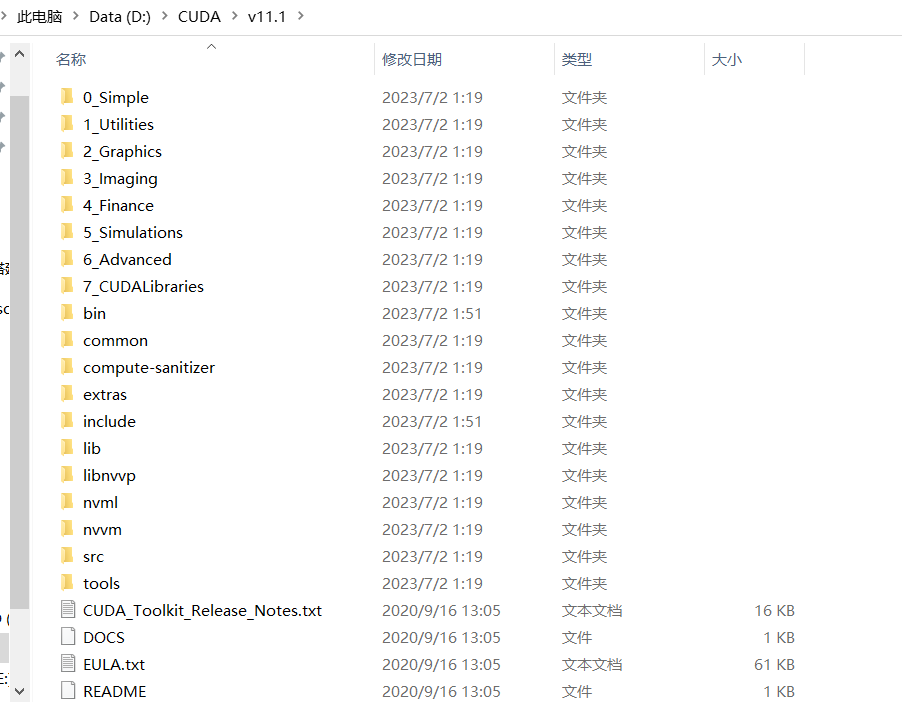 此电脑 > Data (D:) > CUDA > v11.1 >
名称 修改日期 类型 大小
0_Simple 2023/7/2 1:19 文件夹
1_Utilities 2023/7/2 1:19 文件夹
2_Graphics 2023/7/2 1:19 文件夹
3_Imaging 2023/7/2 1:19 文件夹
4_Finance 2023/7/2 1:19 文件夹
5_Simulations 2023/7/2 1:19 文件夹
6_Advanced 2023/7/2 1:19 文件夹
7_CUDALibraries 2023/7/2 1:19 文件夹
bin 2023/7/2 1:51 文件夹
common 2023/7/2 1:19 文件夹
compute-sanitizer 2023/7/2 1:19 文件夹
extras 2023/7/2 1:19 文件夹
include 2023/7/2 1:51 文件夹
lib 2023/7/2 1:19 文件夹
libnvvp 2023/7/2 1:19 文件夹
nvml 2023/7/2 1:19 文件夹
nvvm 2023/7/2 1:19 文件夹
src 2023/7/2 1:19 文件夹
tools 2023/7/2 1:19 文件夹
CUDA_Toolkit_Release_Notes.txt 2020/9/16 13:05 文本文档 16 KB
DOCS 2020/9/16 13:05 文件 1 KB
EULA.txt 2020/9/16 13:05 文本文档 61 KB
README 2020/9/16 13:05 文件 1 KB